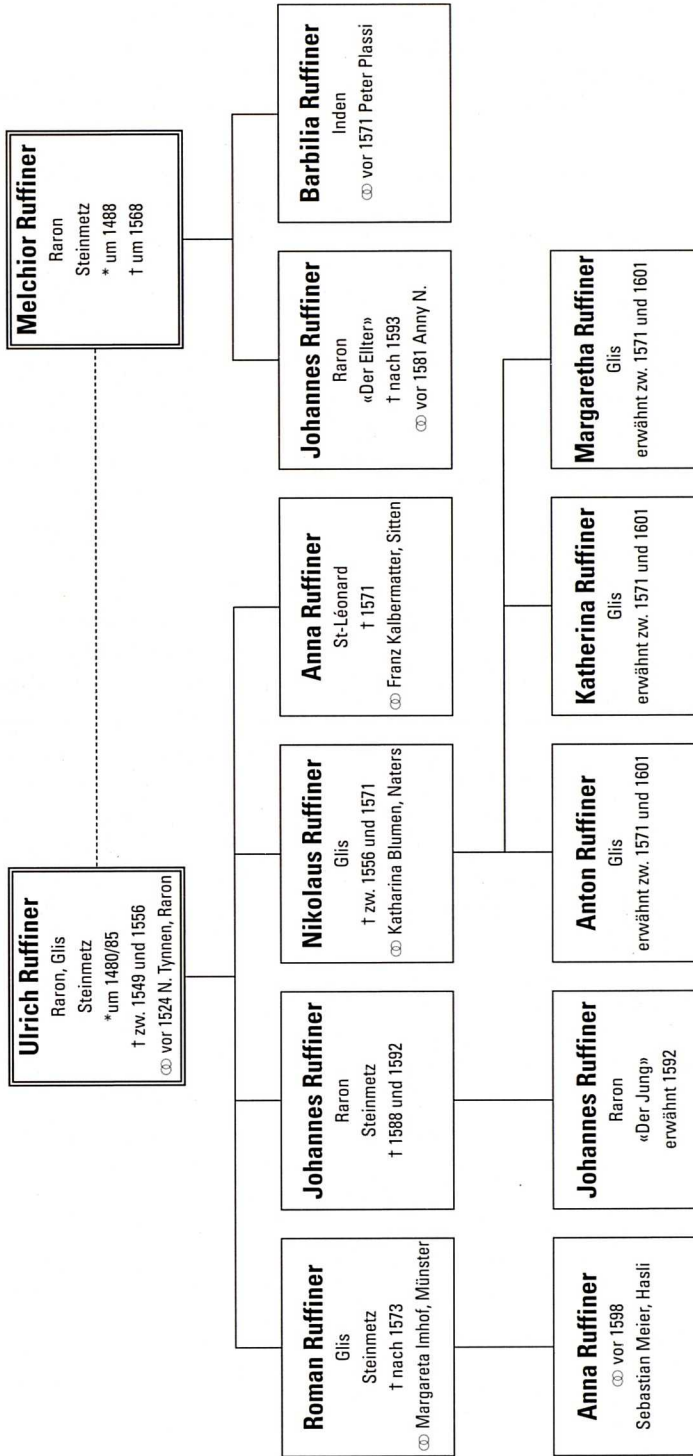 Ulrich Ruffiner
Raron, Glis
Steinmetz
*um 1480/85
† zw. 1549 und 1556
⚭ vor 1524 N. Tynnen, Raron
Melchior Ruffiner
Raron
Steinmetz
* um 1488
† um 1568
Roman Ruffiner
Glis
Steinmetz
† nach 1573
⚭ Margareta Imhof, Münster
Johannes Ruffiner
Raron
Steinmetz
† 1588 und 1592
Nikolaus Ruffiner
Glis
† zw. 1556 und 1571
⚭ Katharina Blumen, Naters
Anna Ruffiner
St-Léonard
† 1571
⚭ Franz Kalbermatter, Sitten
Johannes Ruffiner
Raron
«Der Ellter»
† nach 1593
⚭ vor 1581 Anny N.
Barbilia Ruffiner
Inden
⚭ vor 1571 Peter Plassi
Anna Ruffiner
⚭ vor 1598
Sebastian Meier, Hasli
Johannes Ruffiner
Raron
«Der Jung»
erwähnt 1592
Anton Ruffiner
Glis
erwähnt zw. 1571 und 1601
Katherina Ruffiner
Glis
erwähnt zw. 1571 und 1601
Margaretha Ruffiner
Glis
erwähnt zw. 1571 und 1601